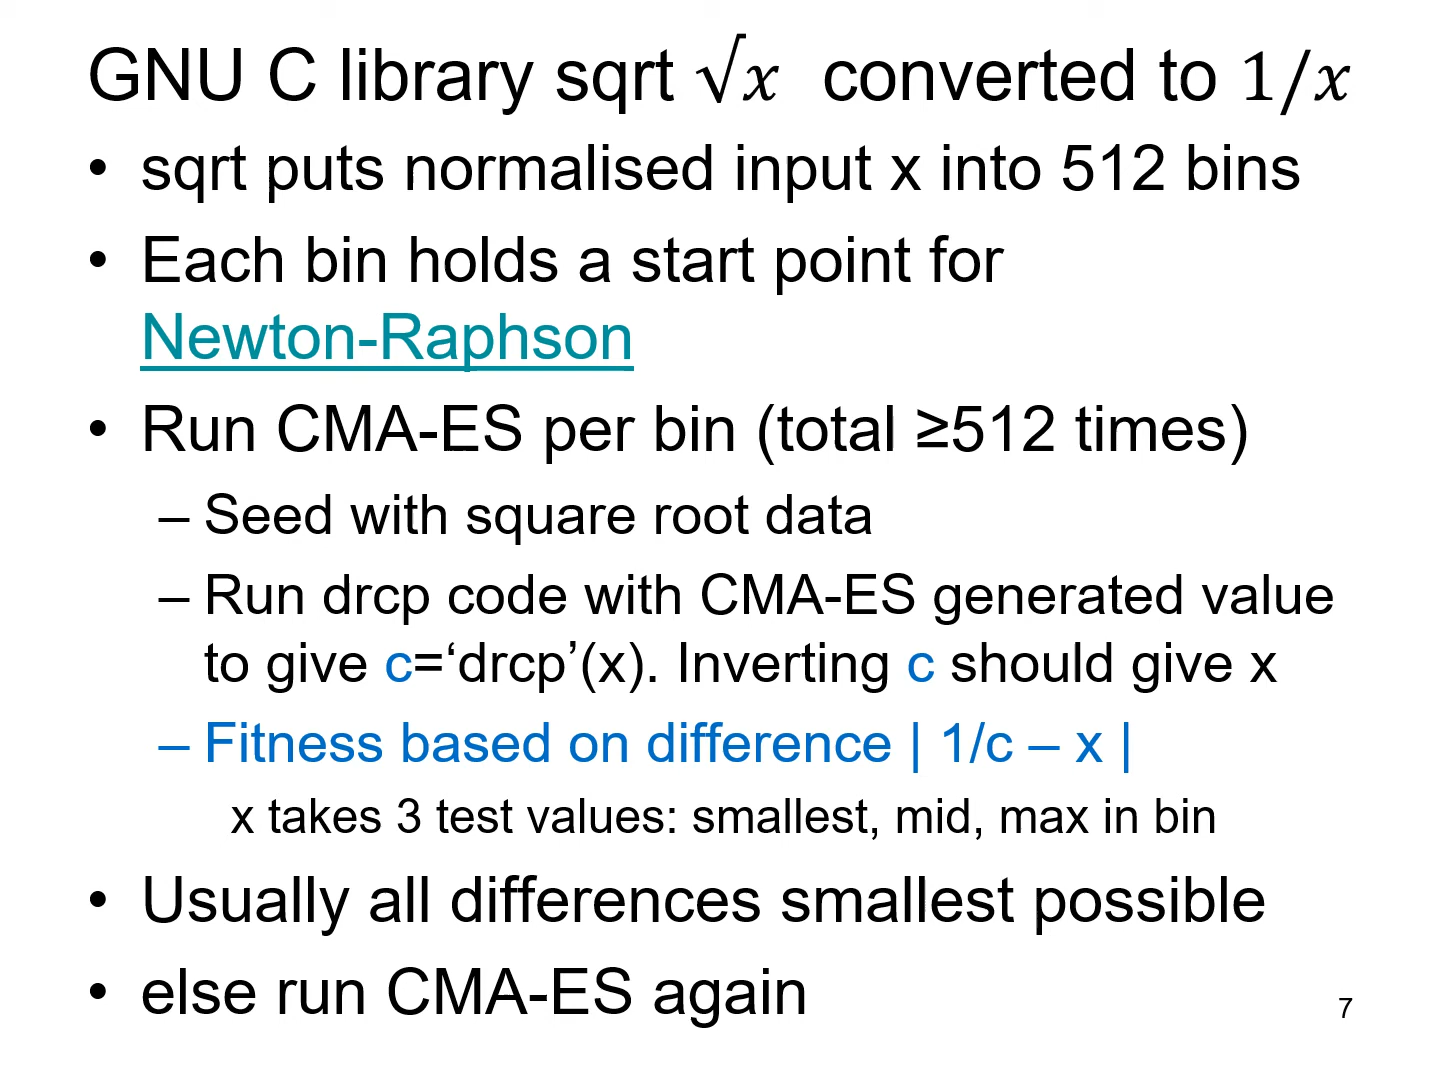 GNU C library sqrt √x converted to 1/x
• sqrt puts normalised input x into 512 bins
• Each bin holds a start point for
Newton-Raphson
• Run CMA-ES per bin (total ≥512 times)
– Seed with square root data
– Run drcp code with CMA-ES generated value
to give c=‘drcp’(x). Inverting c should give x
– Fitness based on difference | 1/c – x |
x takes 3 test values: smallest, mid, max in bin
• Usually all differences smallest possible
• else run CMA-ES again
7